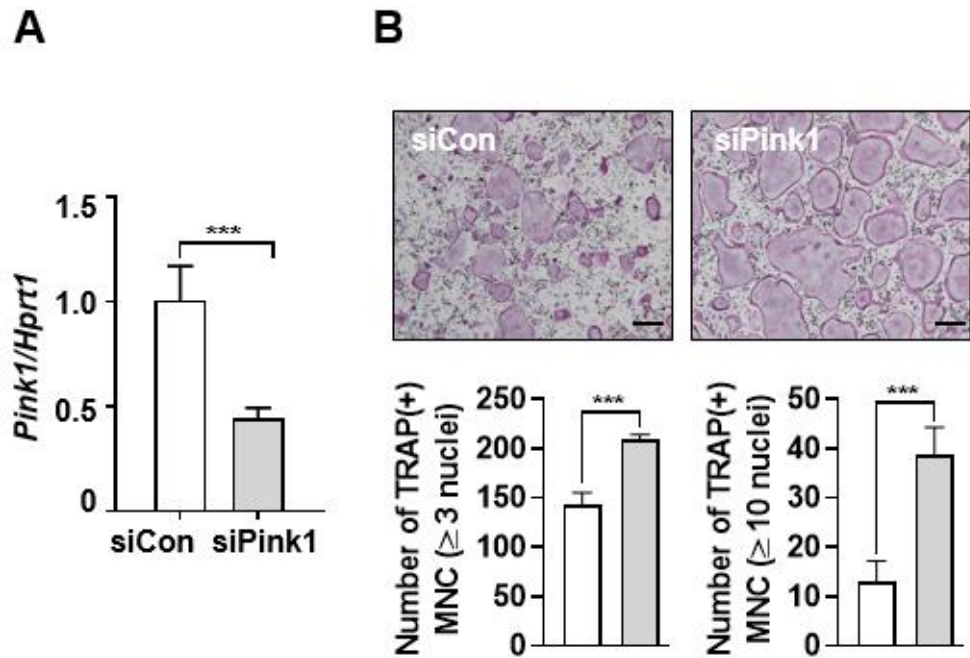 A
B
siCon
siPink1
1.5
1.0
0.5
0
Pink1/Hprt1
***
siCon
siPink1
Number of TRAP(+)
MNC (≥3 nuclei)
250
200
150
100
50
0
***
Number of TRAP(+)
MNC (≥10 nuclei)
50
40
30
20
10
0
***